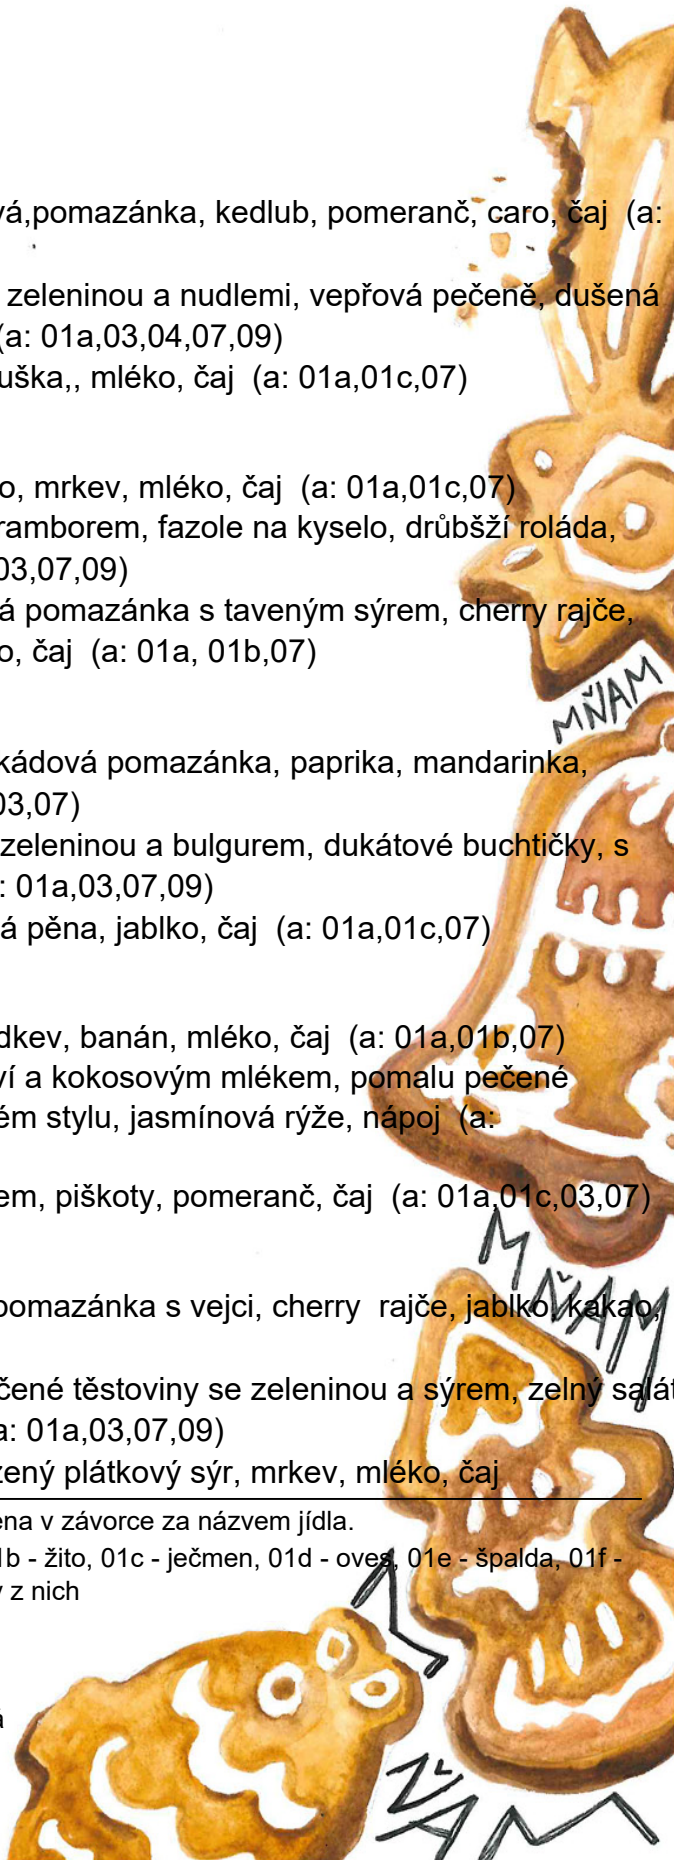 vá,pomazánka, kedlub, pomeranč, caro, čaj (a:
zeleninou a nudlemi, vepřová pečeně, dušená
(a: 01a,03,04,07,09)
uška,, mléko, čaj (a: 01a,01c,07)
o, mrkev, mléko, čaj (a: 01a,01c,07)
ramborem, fazole na kyselo, drůbšží roláda,
03,07,09)
á pomazánka s taveným sýrem, cherry rajče,
o, čaj (a: 01a, 01b,07)
MŇAM
kádová pomazánka, paprika, mandarinka,
03,07)
zeleninou a bulgurem, dukátové buchtičky, s
: 01a,03,07,09)
á pěna, jablko, čaj (a: 01a,01c,07)
dkev, banán, mléko, čaj (a: 01a,01b,07)
ví a kokosovým mlékem, pomalu pečené
ém stylu, jasmínová rýže, nápoj (a:
em, piškoty, pomeranč, čaj (a: 01a,01c,03,07)
MŇAM
pomazánka s vejci, cherry rajče, jablko, kakao,
čené těstoviny se zeleninou a sýrem, zelný salát
a: 01a,03,07,09)
zený plátkový sýr, mrkev, mléko, čaj
ena v závorce za názvem jídla.
1b - žito, 01c - ječmen, 01d - oves, 01e - špalda, 01f -
y z nich
á
ŇAM